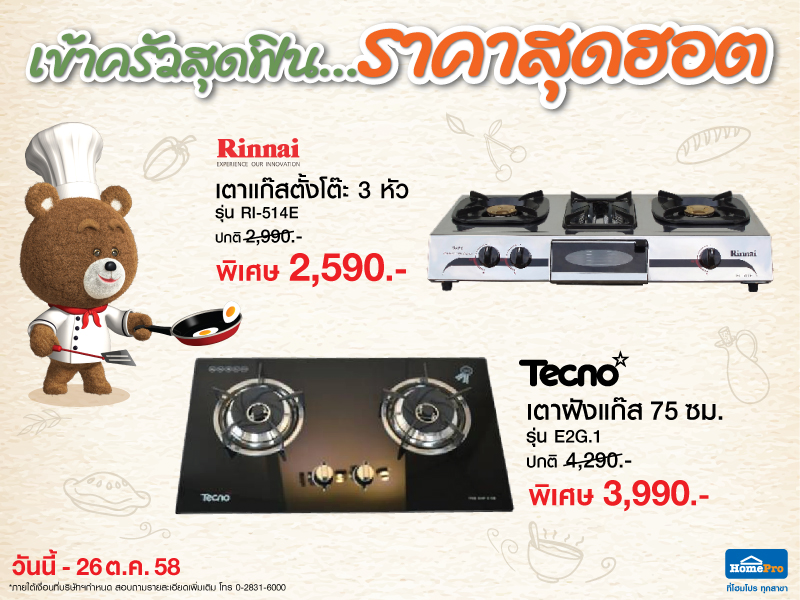 เข้าครัวสุดฟิน...ราคาสุดฮอต
Rinnai
EXPERIENCE OUR INNOVATION
เตาแก๊สตั้งโต๊ะ 3 หัว
รุ่น RI-514E
ปกติ 2,990.-
พิเศษ 2,590.-
Rinnai
Tecno
เตาฝังแก๊ส 75 ซม.
รุ่น E2G.1
ปกติ 4,290.-
พิเศษ 3,990.-
Tecno
วันนี้ - 26 ต.ค. 58
*ภายใต้เงื่อนที่บริษัทฯกำหนด สอบถามรายละเอียดเพิ่มเติม โทร 0-2831-6000
HomePro
ที่โฮมโปร ทุกสาขา